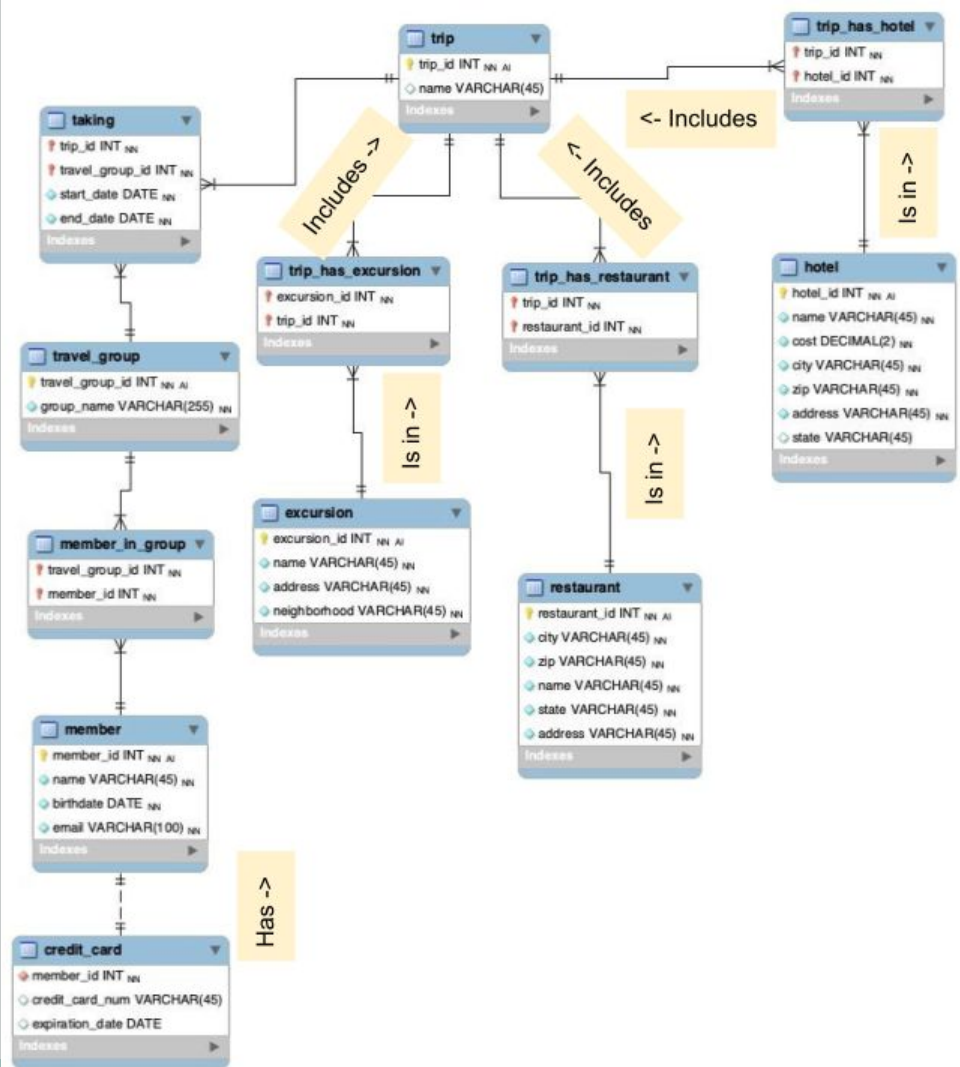 trip
trip_id INT NN AI
name VARCHAR(45)
Indexes
trip_has_hotel
trip_id INT NN
hotel_id INT NN
Indexes
<- Includes
taking
trip_id INT NN
travel_group_id INT NN
start_date DATE NN
end_date DATE NN
Indexes
Includes ->
<- Includes
Is in ->
trip_has_excursion
excursion_id INT NN
trip_id INT NN
Indexes
trip_has_restaurant
trip_id INT NN
restaurant_id INT NN
Indexes
hotel
hotel_id INT NN AI
name VARCHAR(45) NN
cost DECIMAL(2) NN
city VARCHAR(45) NN
zip VARCHAR(45) NN
address VARCHAR(45) NN
state VARCHAR(45)
Indexes
travel_group
travel_group_id INT NN AI
group_name VARCHAR(255) NN
Indexes
Is in ->
Is in ->
excursion
excursion_id INT NN AI
name VARCHAR(45) NN
address VARCHAR(45) NN
neighborhood VARCHAR(45) NN
Indexes
member_in_group
travel_group_id INT NN
member_id INT NN
Indexes
restaurant
restaurant_id INT NN AI
city VARCHAR(45) NN
zip VARCHAR(45) NN
name VARCHAR(45) NN
state VARCHAR(45) NN
address VARCHAR(45) NN
Indexes
member
member_id INT NN AI
name VARCHAR(45) NN
birthdate DATE NN
email VARCHAR(100) NN
Indexes
Has ->
credit_card
member_id INT NN
credit_card_num VARCHAR(45)
expiration_date DATE
Indexes